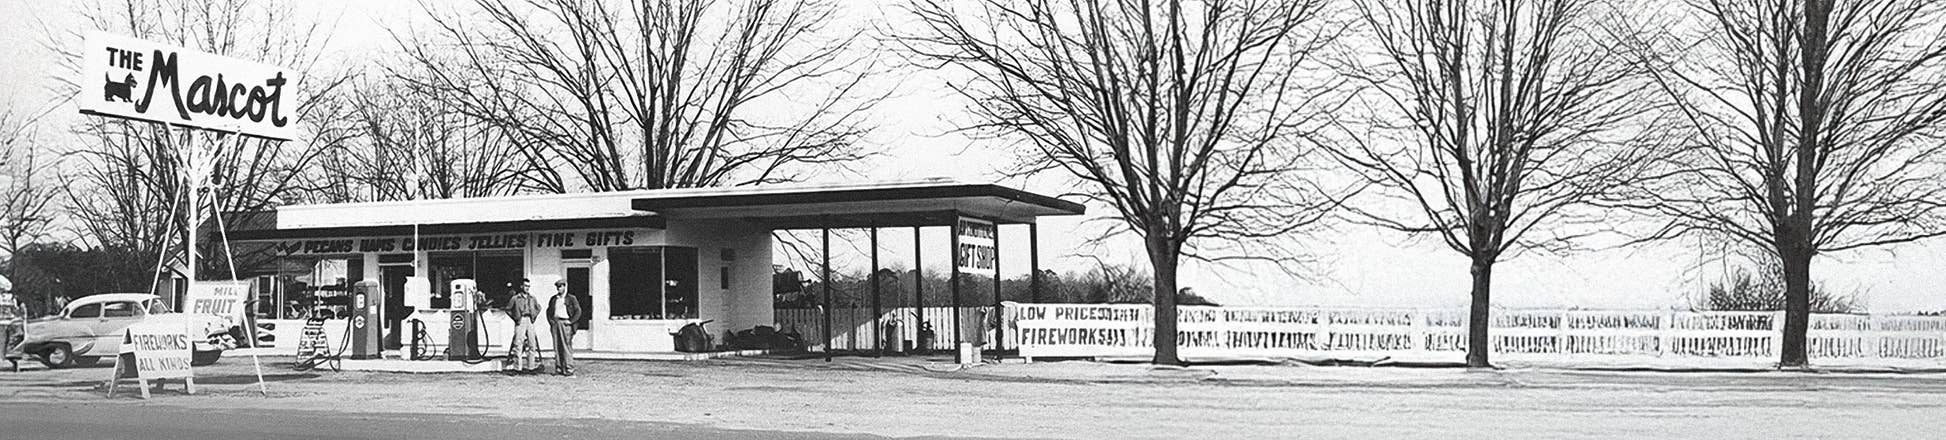 THE
Mascot
PECANS HAMS CANDIES JELLIES FINE GIFTS
GIFT SHOP
FRUIT
FIREWORKS
ALL KINDS
LOW PRICES
FIREWORKS